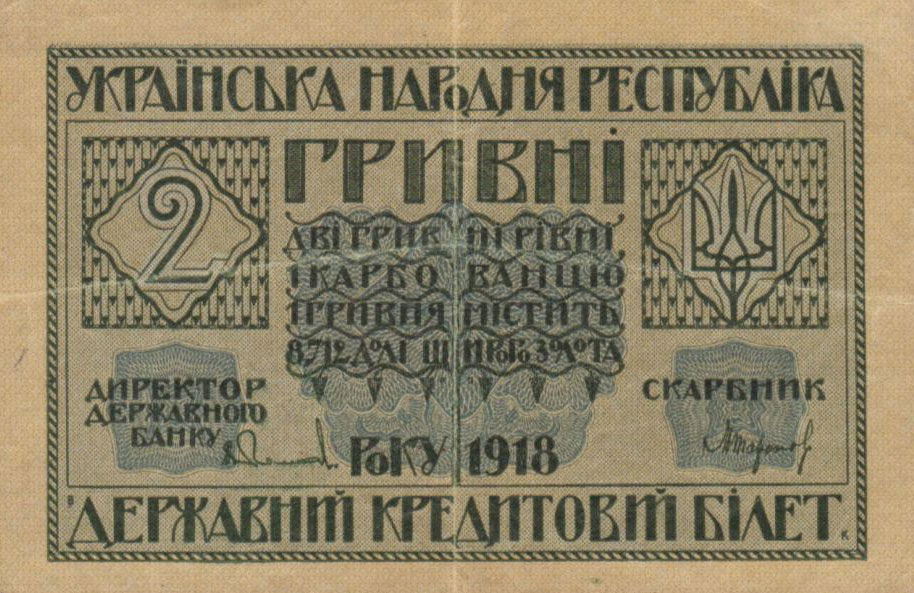 УКРАЇНСЬКА НАРОДНЯ РЕСПУБЛІКА
2
ГРИВНІ
ДВІ ГРИВНІ РІВНІ
1 КАРБОВАНЦЮ
1 ГРИВНЯ МІСТИТЬ
8,712 ДОЛІ ЩИРОГО ЗОЛОТА
ДИРЕКТОР
ДЕРЖАВНОГО
БАНКУ
СКАРБНИК
РОКУ 1918
В
ДЕРЖАВНИЙ КРЕДИТОВИЙ БІЛЕТ
К